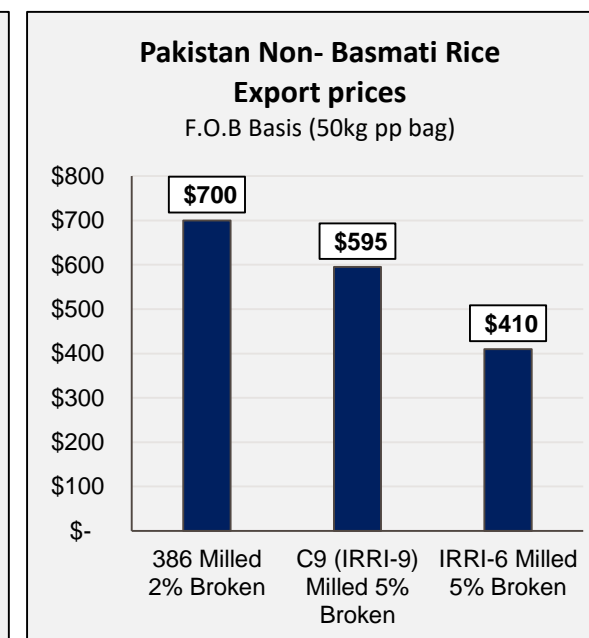 Pakistan Non- Basmati Rice
Export prices
F.O.B Basis (50kg pp bag)
$800
$700
$600
$500
$400
$300
$200
$100
$-
$700
$595
$410
386 Milled
2% Broken
C9 (IRRI-9)
Milled 5%
Broken
IRRI-6 Milled
5% Broken